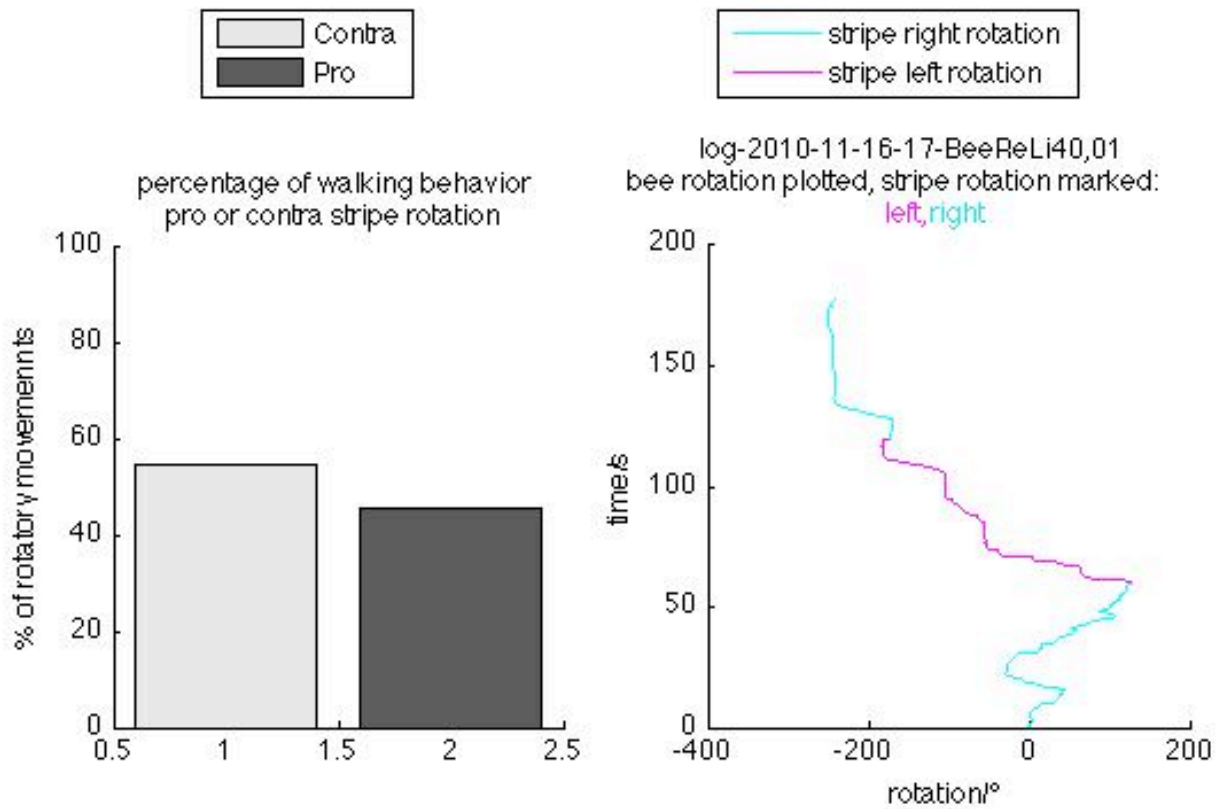 Contra
Pro
percentage of walking behavior
pro or contra stripe rotation
100
80
60
40
20
0
% of rotatory movemennts
0.5 1 1.5 2 2.5
stripe right rotation
stripe left rotation
log-2010-11-16-17-BeeReLi40,01
bee rotation plotted, stripe rotation marked:
left,right
200
150
100
50
0
time/s
-400 -200 0 200
rotation/°